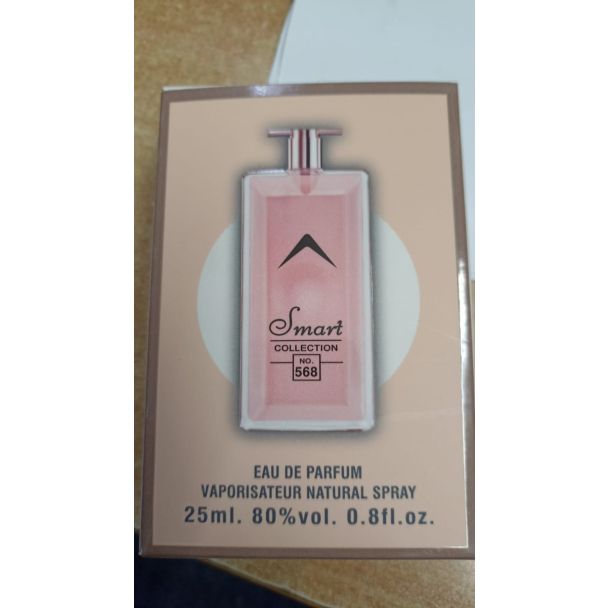 Smart
COLLECTION
NO.
568
EAU DE PARFUM
VAPORISATEUR NATURAL SPRAY
25ml. 80%vol. 0.8fl.oz.